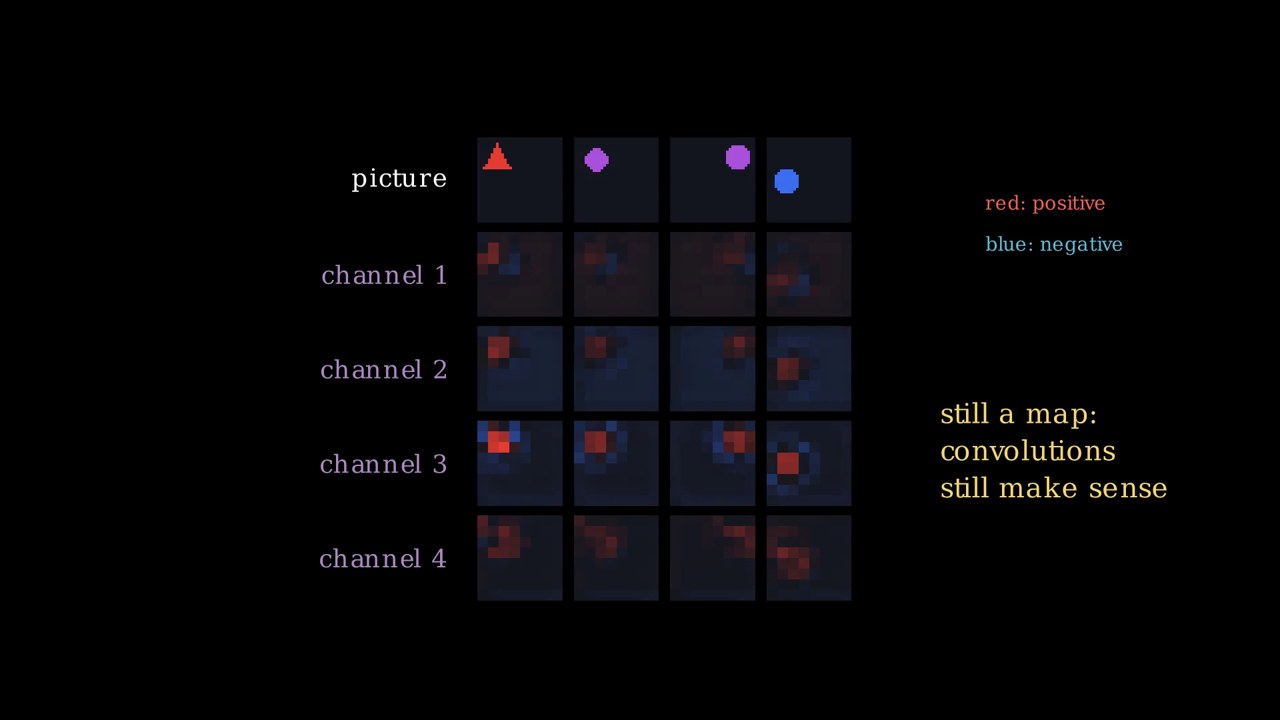 picture
red: positive
blue: negative
channel 1
channel 2
still a map:
convolutions
still make sense
channel 3
channel 4